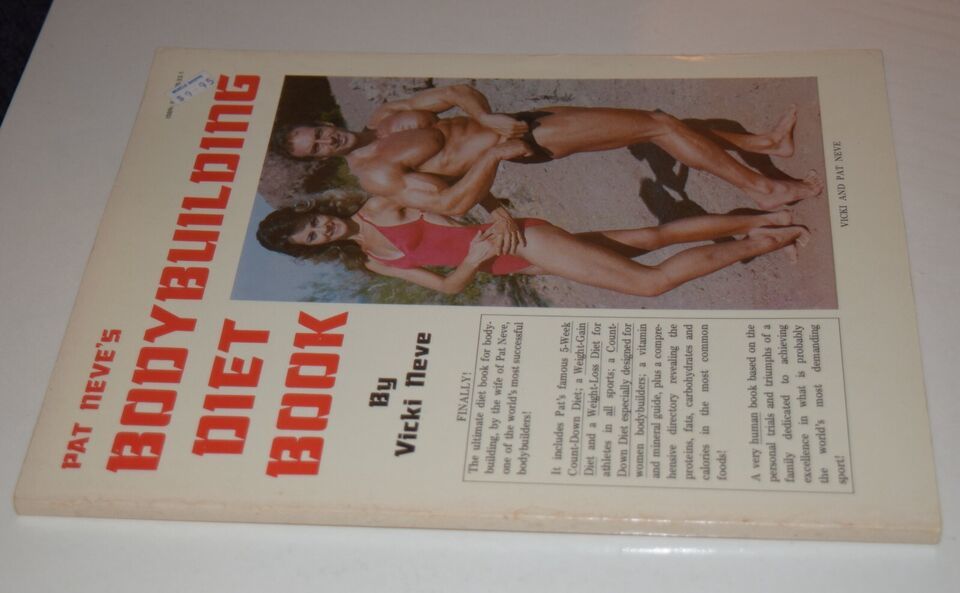 PAT NEVE'S
BODYBUILDING
DIET
BOOK
By
Vicki Neve
$9.95
FINALLY!
The ultimate diet book for body-
building, by the wife of Pat Neve,
one of the world's most successful
bodybuilders!
It includes Pat's famous 5-Week
Count-Down Diet; a Weight-Gain
Diet and a Weight-Loss Diet for
athletes in all sports; a Count-
Down Diet especially designed for
women bodybuilders; a vitamin
and mineral guide, plus a compre-
hensive directory revealing the
proteins, fats, carbohydrates and
calories in the most common
foods!
A very human book based on the
personal trials and triumphs of a
family dedicated to achieving
excellence in what is probably
the world's most demanding
sport!
VICKI AND PAT NEVE